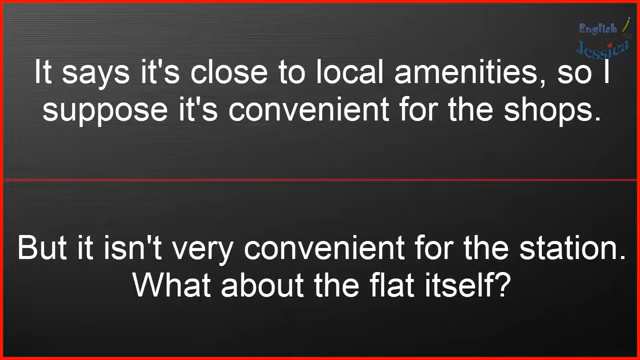 English
Jessica
It says it's close to local amenities, so I
suppose it's convenient for the shops.
But it isn't very convenient for the station.
What about the flat itself?